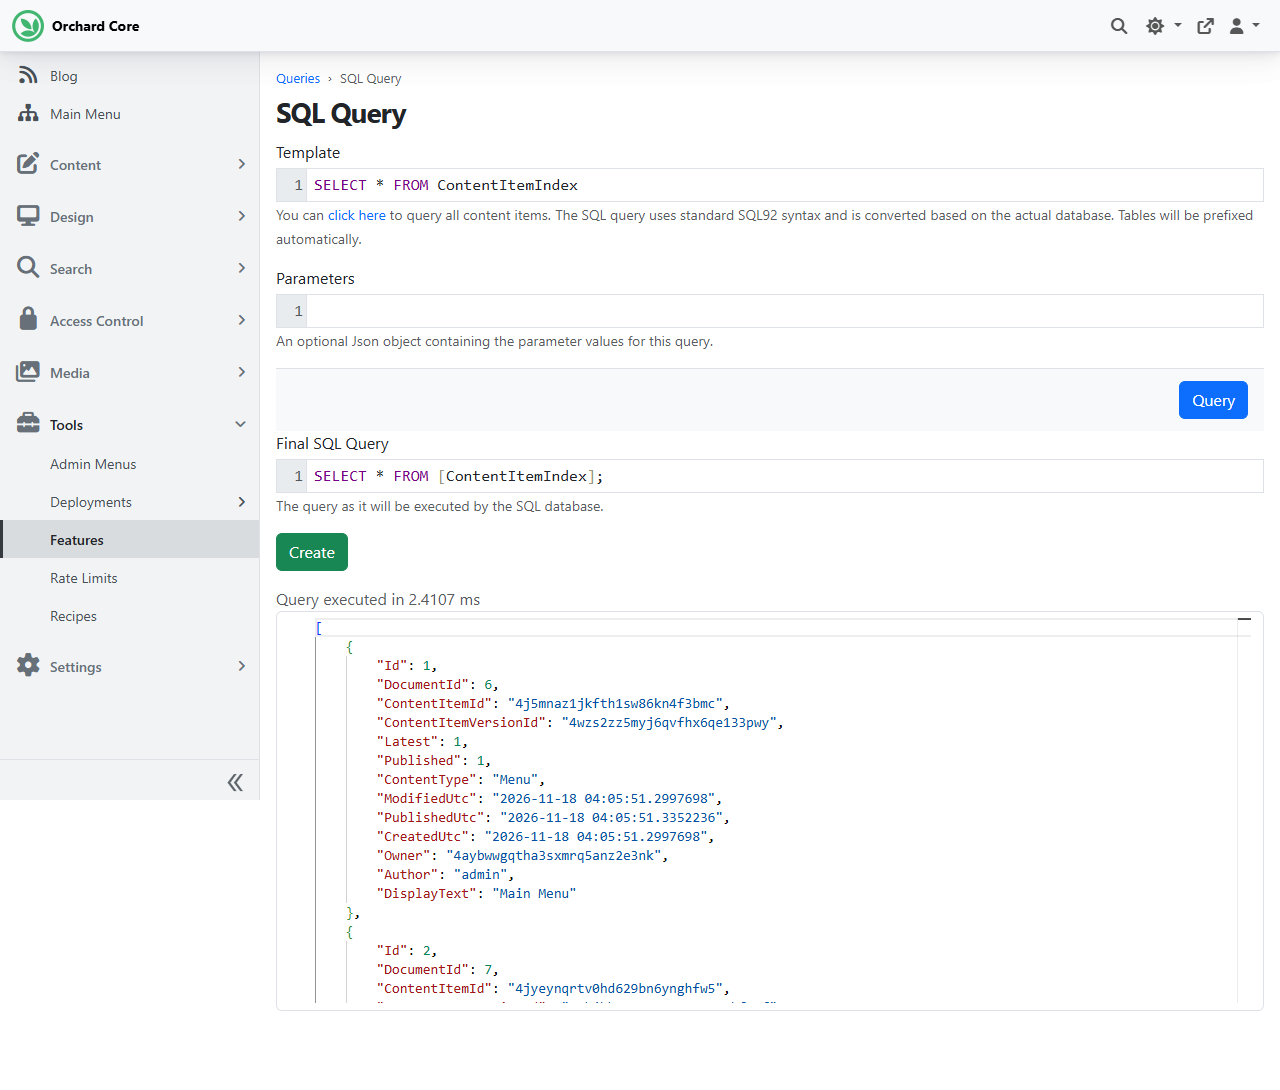 Orchard Core
Blog
Main Menu
Content
Design
Search
Access Control
Media
Tools
Admin Menus
Deployments
Features
Rate Limits
Recipes
Settings
Queries › SQL Query
SQL Query
Template
1 SELECT * FROM ContentItemIndex
You can click here to query all content items. The SQL query uses standard SQL92 syntax and is converted based on the actual database. Tables will be prefixed
automatically.
Parameters
1
An optional Json object containing the parameter values for this query.
Query
Final SQL Query
1 SELECT * FROM [ContentItemIndex];
The query as it will be executed by the SQL database.
Create
Query executed in 2.4107 ms
[
{
"Id": 1,
"DocumentId": 6,
"ContentItemId": "4j5mnaz1jkfth1sw86kn4f3bmc",
"ContentItemVersionId": "4wzs2zz5myj6qvfhx6qe133pwy",
"Latest": 1,
"Published": 1,
"ContentType": "Menu",
"ModifiedUtc": "2026-11-18 04:05:51.2997698",
"PublishedUtc": "2026-11-18 04:05:51.3352236",
"CreatedUtc": "2026-11-18 04:05:51.2997698",
"Owner": "4aybwwgqtha3sxmrq5anz2e3nk",
"Author": "admin",
"DisplayText": "Main Menu"
},
{
"Id": 2,
"DocumentId": 7,
"ContentItemId": "4jyeynqrtv0hd629bn6ynghfw5",